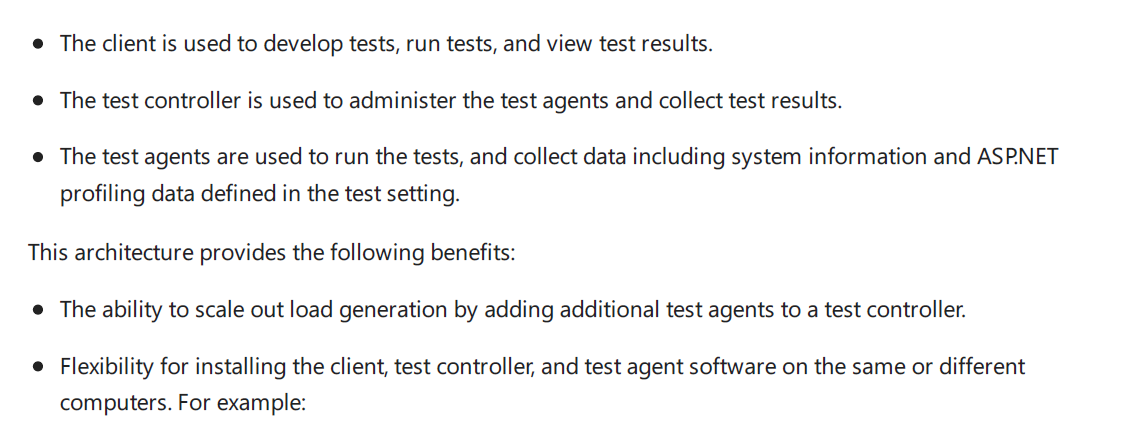 • The client is used to develop tests, run tests, and view test results.
• The test controller is used to administer the test agents and collect test results.
• The test agents are used to run the tests, and collect data including system information and ASP.NET
profiling data defined in the test setting.
This architecture provides the following benefits:
• The ability to scale out load generation by adding additional test agents to a test controller.
• Flexibility for installing the client, test controller, and test agent software on the same or different
computers. For example: